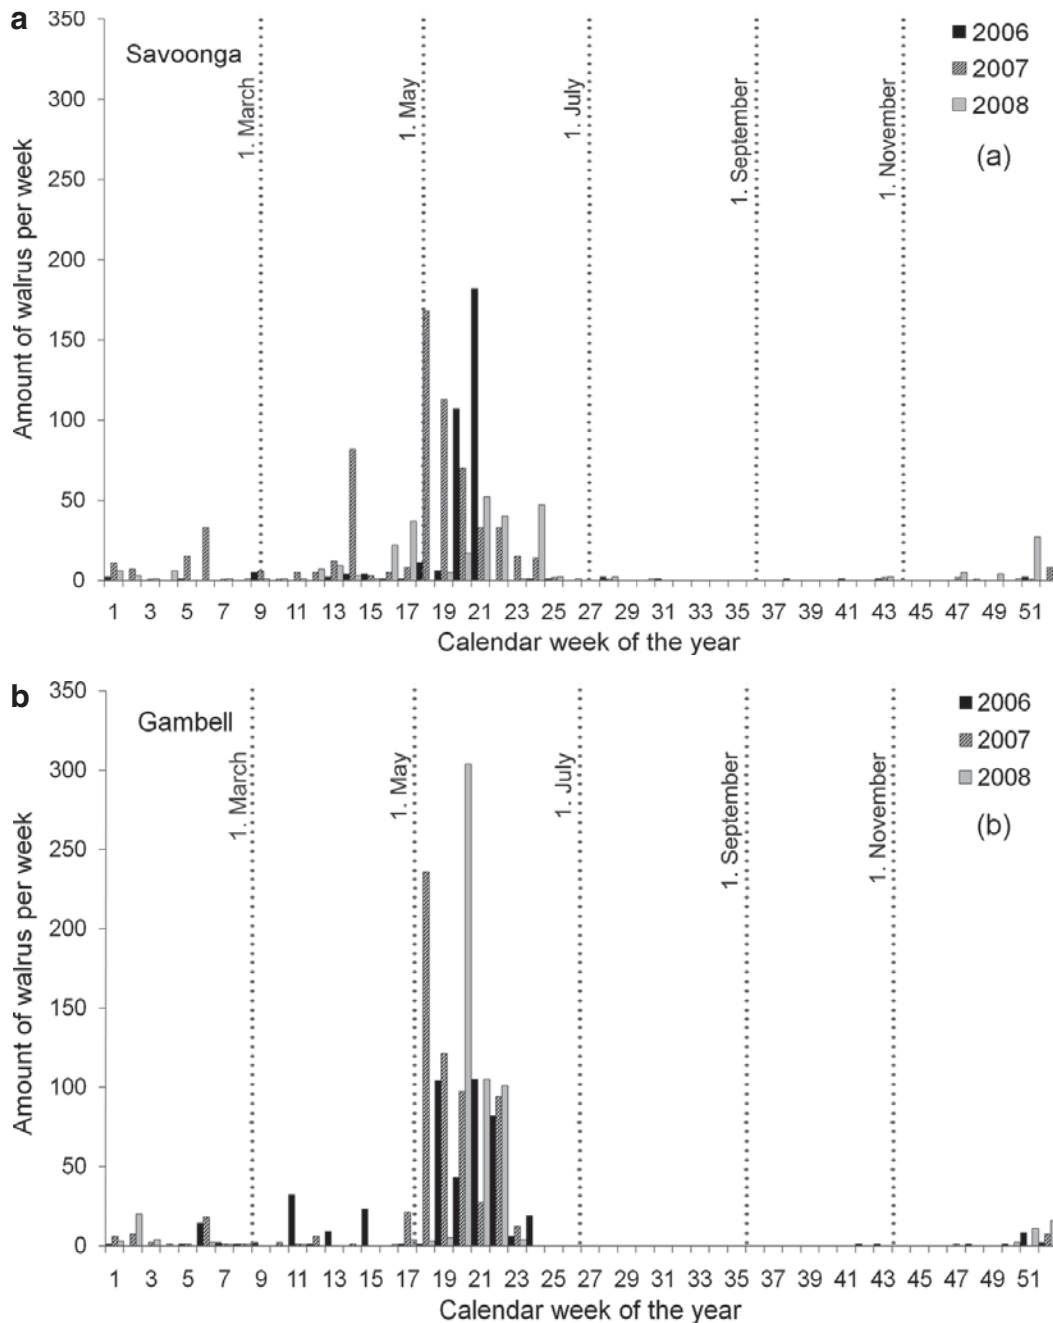 a
350
300
250
200
150
100
50
0
Amount of walrus per week
Savoonga
1. March
1. May
1. July
1. September
1. November
2006
2007
2008
(a)
1 3 5 7 9 11 13 15 17 19 21 23 25 27 29 31 33 35 37 39 41 43 45 47 49 51
Calendar week of the year
b
350
300
250
200
150
100
50
0
Amount of walrus per week
Gambell
1. March
1. May
1. July
1. September
1. November
2006
2007
2008
(b)
1 3 5 7 9 11 13 15 17 19 21 23 25 27 29 31 33 35 37 39 41 43 45 47 49 51
Calendar week of the year